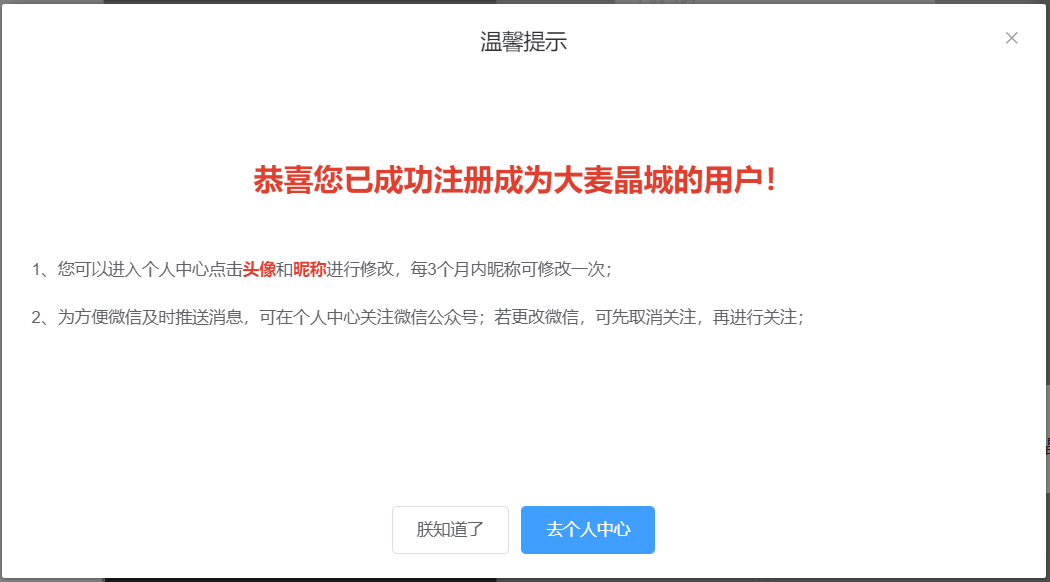 温馨提示
恭喜您已成功注册成为大麦晶城的用户！
1、您可以进入个人中心点击头像和昵称进行修改，每3个月内昵称可修改一次；
2、为方便微信及时推送消息，可在个人中心关注微信公众号；若更改微信，可先取消关注，再进行关注；
朕知道了
去个人中心